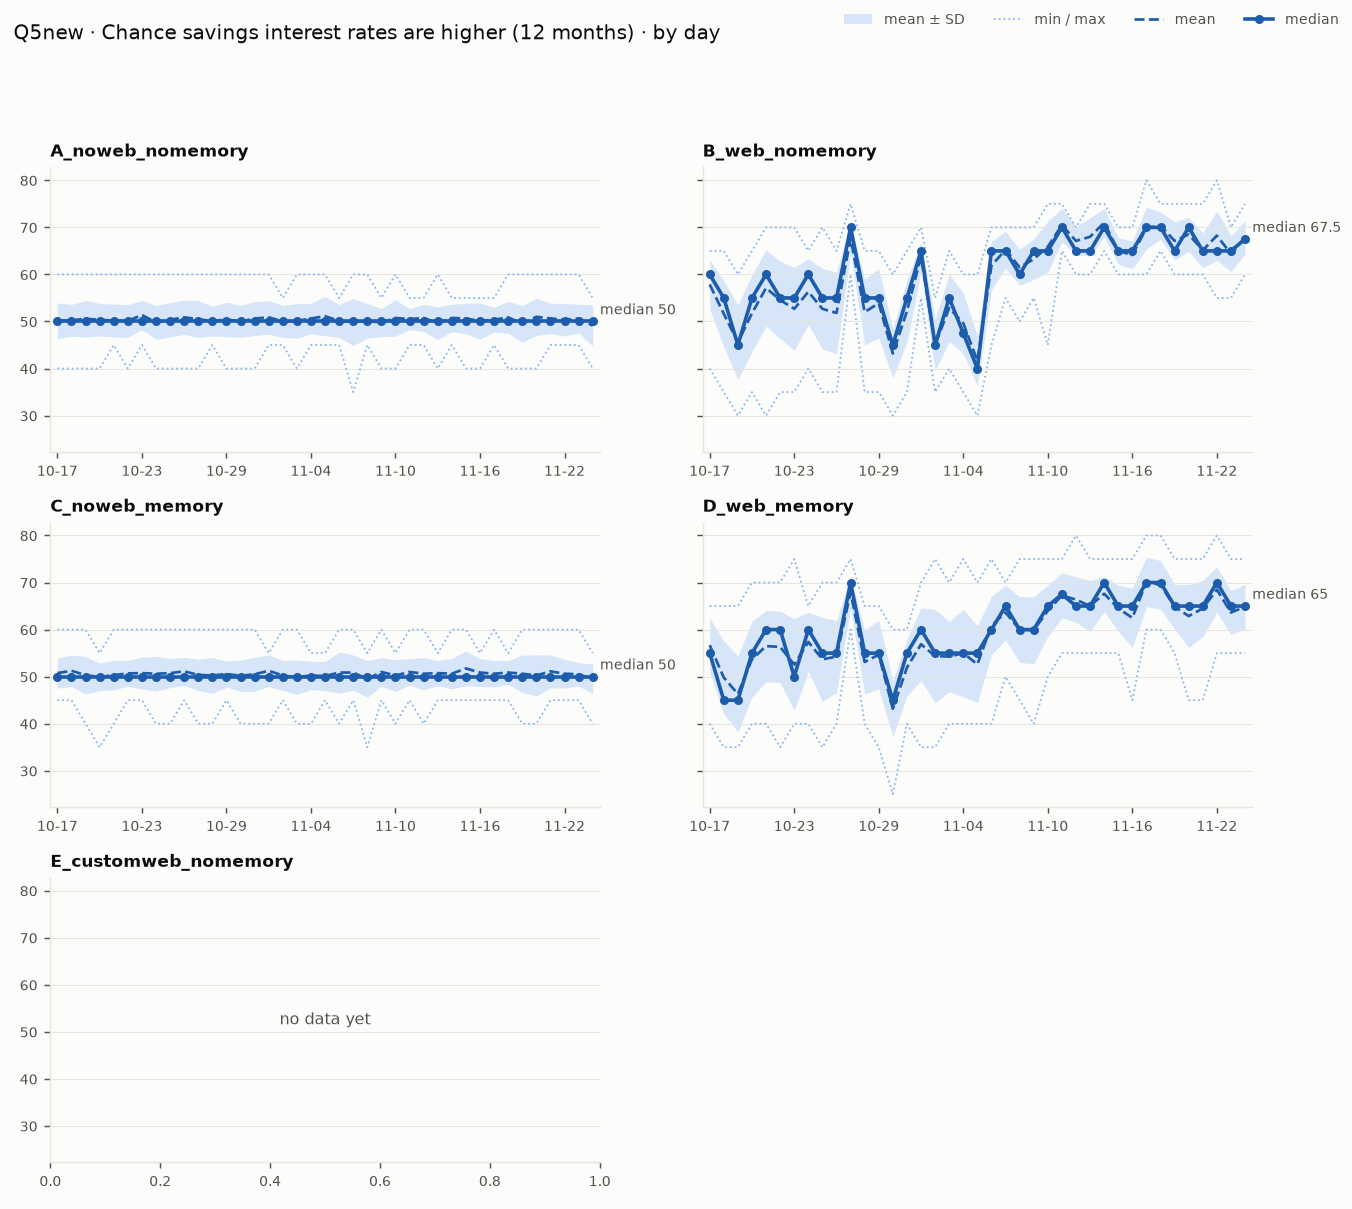 mean ± SD min / max mean median
Q5new · Chance savings interest rates are higher (12 months) · by day
A_noweb_nomemory
80
70
60
50
40
30
median 50
10-17 10-23 10-29 11-04 11-10 11-16 11-22
B_web_nomemory
median 67.5
10-17 10-23 10-29 11-04 11-10 11-16 11-22
C_noweb_memory
80
70
60
50
40
30
median 50
10-17 10-23 10-29 11-04 11-10 11-16 11-22
D_web_memory
median 65
10-17 10-23 10-29 11-04 11-10 11-16 11-22
E_customweb_nomemory
80
70
60
50
40
30
no data yet
0.0 0.2 0.4 0.6 0.8 1.0